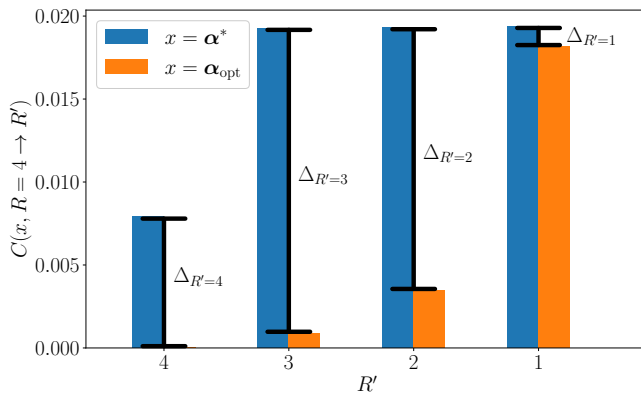 0.020
0.015
0.010
0.005
0.000
C(x, R = 4 → R′)
x = α*
x = α_opt
Δ_{R′=4}
Δ_{R′=3}
Δ_{R′=2}
Δ_{R′=1}
4 3 2 1
R′